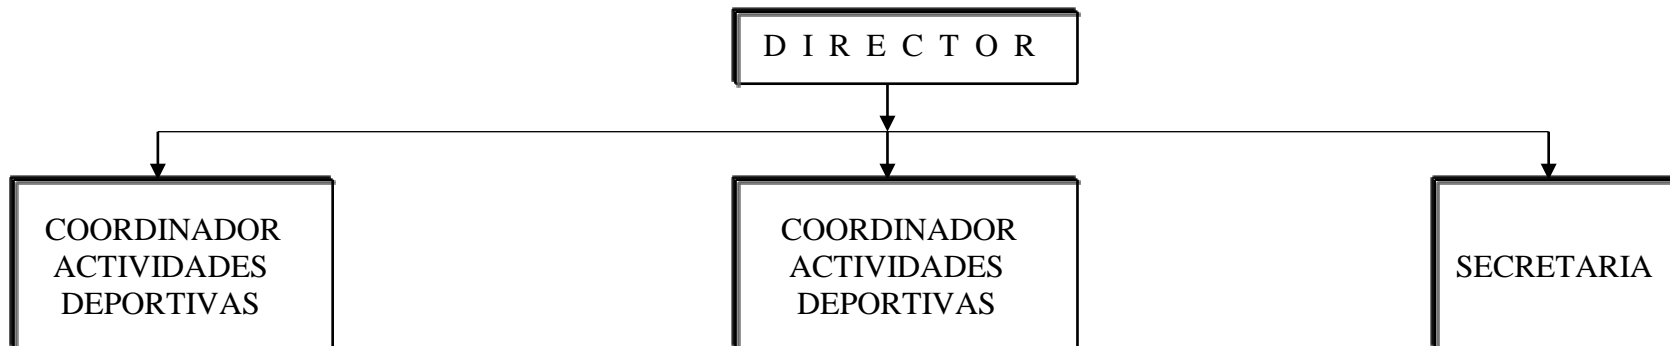 D I R E C T O R
COORDINADOR
ACTIVIDADES
DEPORTIVAS
COORDINADOR
ACTIVIDADES
DEPORTIVAS
SECRETARIA